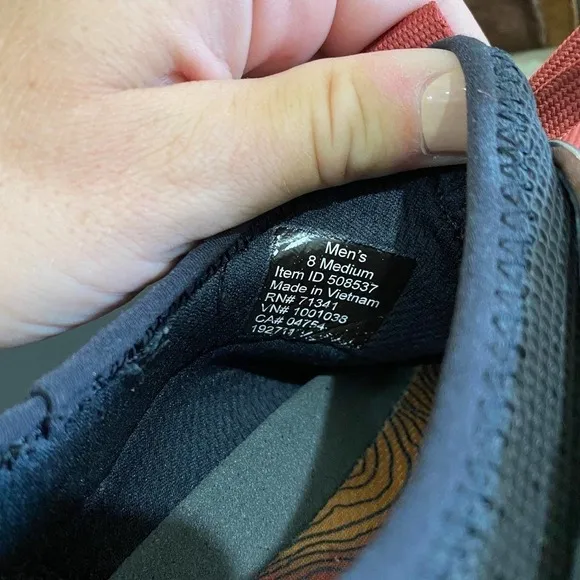 Men's
8 Medium
Item ID 508537
Made in Vietnam
RN# 71341
VN# 1001038
CA# 04754